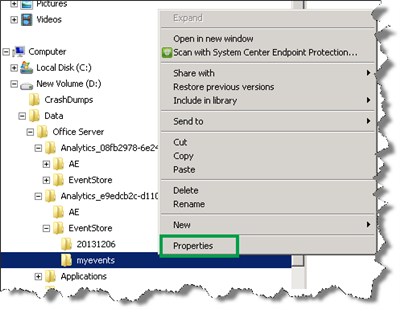 Pictures
Videos
Computer
Local Disk (C:)
New Volume (D:)
CrashDumps
Data
Office Server
Analytics_08fb2978-6e24
AE
EventStore
Analytics_e9edcb2c-d110
AE
EventStore
20131206
myevents
Applications
Expand
Open in new window
Scan with System Center Endpoint Protection...
Share with
Restore previous versions
Include in library
Send to
Cut
Copy
Paste
Delete
Rename
New
Properties